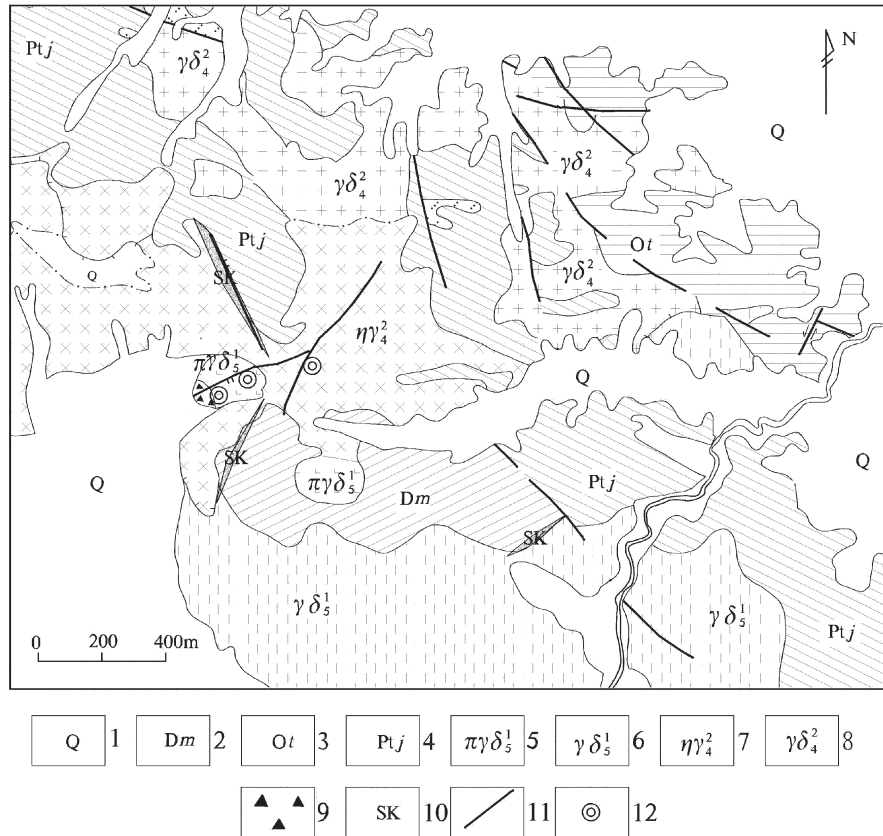 Ptj
γδ₄²
N
Q
γδ₄²
γδ₄²
Ptj
Ot
Q
SK
γδ₄²
ηγ₄²
πγδ₅¹
Q
SK
Q
Q
πγδ₅¹
Dm
Ptj
SK
γδ₅¹
γδ₅¹
Ptj
0 200 400m
Q 1 Dm 2 Ot 3 Ptj 4 πγδ₅¹ 5 γδ₅¹ 6 ηγ₄² 7 γδ₄² 8
9 SK 10 11 12